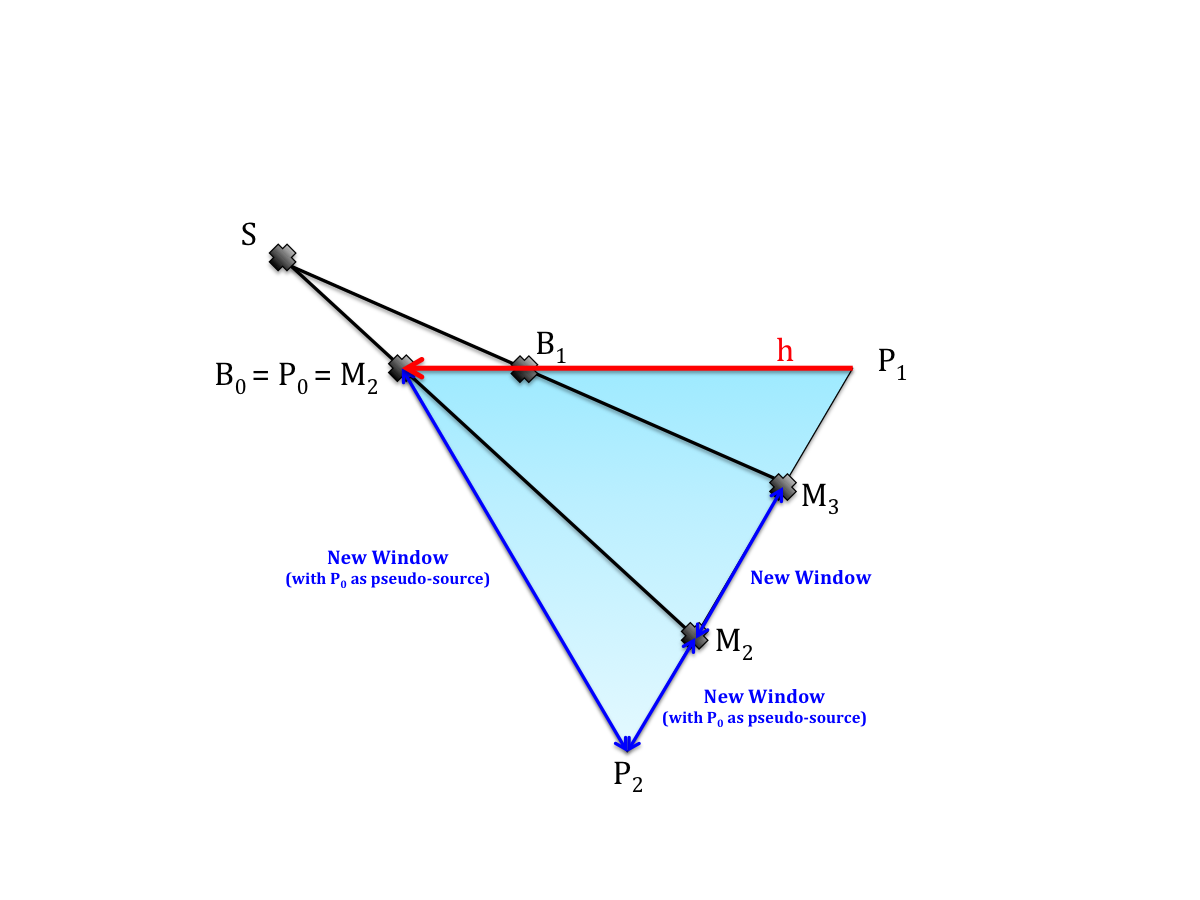 S
B₁
h
P₁
B₀ = P₀ = M₂
M₃
New Window
(with P₀ as pseudo-source)
New Window
M₂
New Window
(with P₀ as pseudo-source)
P₂